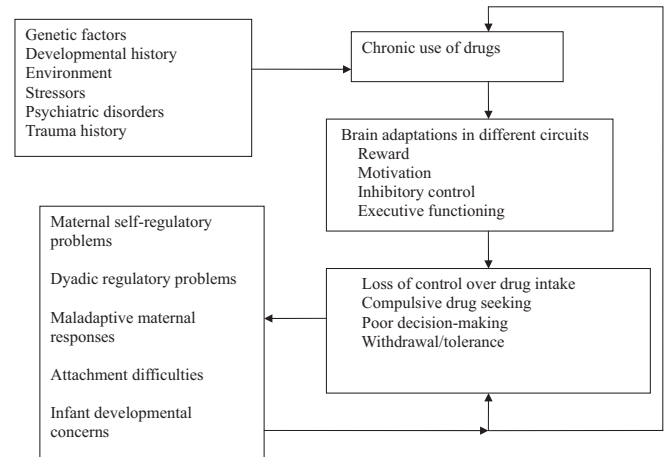 Genetic factors
Developmental history
Environment
Stressors
Psychiatric disorders
Trauma history
Chronic use of drugs
Brain adaptations in different circuits
Reward
Motivation
Inhibitory control
Executive functioning
Loss of control over drug intake
Compulsive drug seeking
Poor decision-making
Withdrawal/tolerance
Maternal self-regulatory
problems
Dyadic regulatory problems
Maladaptive maternal
responses
Attachment difficulties
Infant developmental
concerns